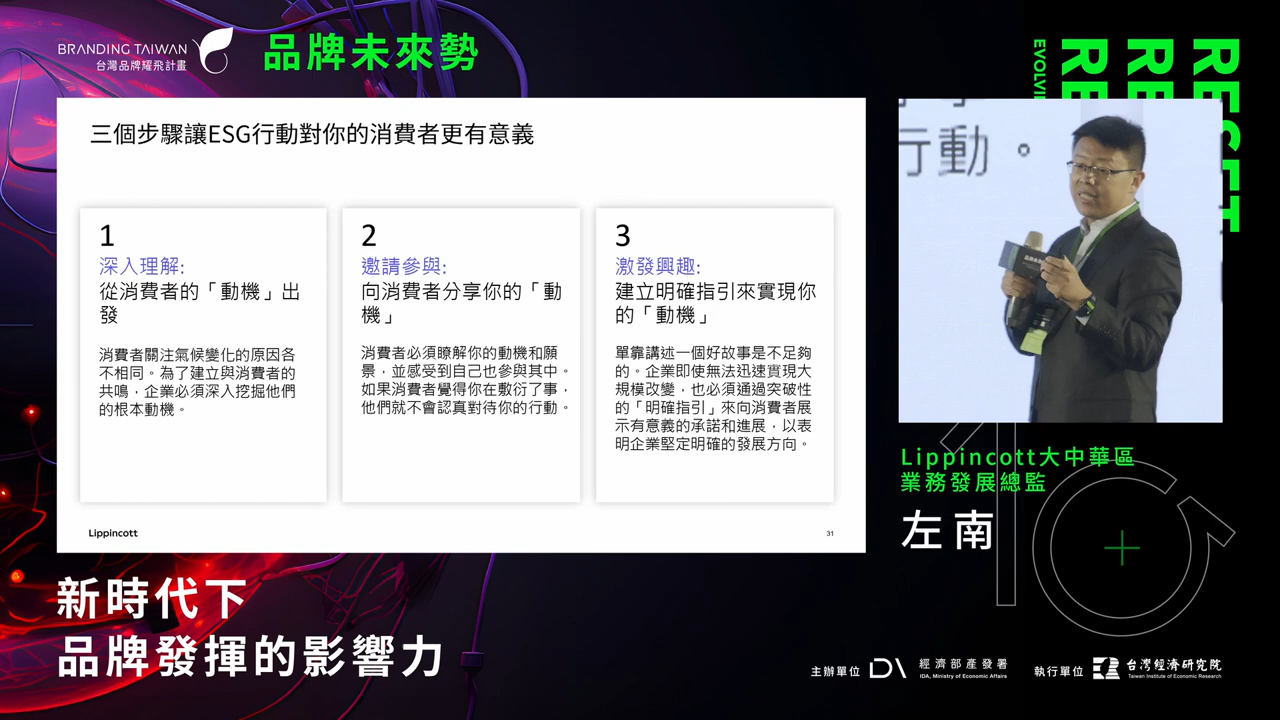 BRANDING TAIWAN
台灣品牌耀飛計畫
品牌未來勢
三個步驟讓ESG行動對你的消費者更有意義
1
深入理解:
從消費者的「動機」出
發
消費者關注氣候變化的原因各
不相同。為了建立與消費者的
共鳴，企業必須深入挖掘他們
的根本動機。
2
邀請參與:
向消費者分享你的「動
機」
消費者必須瞭解你的動機和願
景，並感受到自己也參與其中。
如果消費者覺得你在敷衍了事，
他們就不會認真對待你的行動。
3
激發興趣:
建立明確指引來實現你
的「動機」
單靠講述一個好故事是不足夠
的。企業即使無法迅速實現大
規模改變，也必須通過突破性
的「明確指引」來向消費者展
示有意義的承諾和進展，以表
明企業堅定明確的發展方向。
Lippincott
31
行動。
Lippincott大中華區
業務發展總監
左南
新時代下
品牌發揮的影響力
主辦單位
經濟部產發署
IDA, Ministry of Economic Affairs
執行單位
台灣經濟研究院
Taiwan Institute of Economic Research